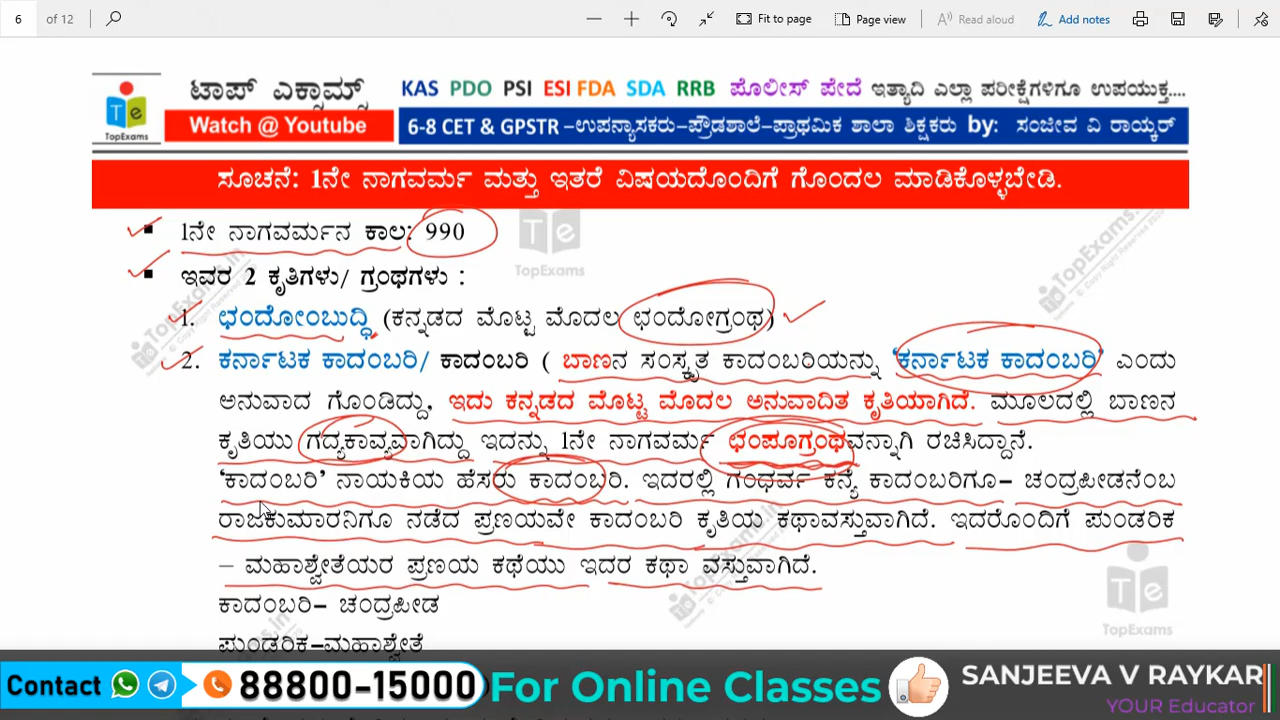 6 of 12 Fit to page Page view Read aloud Add notes
ಟಾಪ್ ಎಕ್ಸಾಮ್ಸ್ KAS PDO PSI ESI FDA SDA RRB ಪೊಲೀಸ್ ಪೇದೆ ಇತ್ಯಾದಿ ಎಲ್ಲಾ ಪರೀಕ್ಷೆಗಳಿಗೂ ಉಪಯುಕ್ತ....
Te
TopExams
Watch @ Youtube 6-8 CET & GPSTR –ಉಪನ್ಯಾಸಕರು–ಪ್ರೌಡಶಾಲೆ–ಪ್ರಾಥಮಿಕ ಶಾಲಾ ಶಿಕ್ಷಕರು by: ಸಂಜೀವ ವಿ ರಾಯ್ಕರ್
ಸೂಚನೆ: 1ನೇ ನಾಗವರ್ಮ ಮತ್ತು ಇತರೆ ವಿಷಯದೊಂದಿಗೆ ಗೊಂದಲ ಮಾಡಿಕೊಳ್ಳಬೇಡಿ.
▪ 1ನೇ ನಾಗವರ್ಮನ ಕಾಲ: 990
▪ ಇವರ 2 ಕೃತಿಗಳು/ ಗ್ರಂಥಗಳು :
1. ಛಂದೋಂಬುದ್ಧಿ (ಕನ್ನಡದ ಮೊಟ್ಟ ಮೊದಲ ಛಂದೋಗ್ರಂಥ)
2. ಕರ್ನಾಟಕ ಕಾದಂಬರಿ/ ಕಾದಂಬರಿ ( ಬಾಣನ ಸಂಸ್ಕೃತ ಕಾದಂಬರಿಯನ್ನು ‘ಕರ್ನಾಟಕ ಕಾದಂಬರಿ’ ಎಂದು
ಅನುವಾದ ಗೊಂಡಿದ್ದು, ಇದು ಕನ್ನಡದ ಮೊಟ್ಟ ಮೊದಲ ಅನುವಾದಿತ ಕೃತಿಯಾಗಿದೆ. ಮೂಲದಲ್ಲಿ ಬಾಣನ
ಕೃತಿಯು ಗದ್ಯಕಾವ್ಯವಾಗಿದ್ದು ಇದನ್ನು 1ನೇ ನಾಗವರ್ಮ ಛಂಪೂಗ್ರಂಥವನ್ನಾಗಿ ರಚಿಸಿದ್ದಾನೆ.
‘ಕಾದಂಬರಿ’ ನಾಯಕಿಯ ಹೆಸರು ಕಾದಂಬರಿ. ಇದರಲ್ಲಿ ಗಂಧರ್ವ ಕನ್ಯೆ ಕಾದಂಬರಿಗೂ– ಚಂದ್ರಪೀಡನೆಂಬ
ರಾಜಕುಮಾರನಿಗೂ ನಡೆದ ಪ್ರಣಯವೇ ಕಾದಂಬರಿ ಕೃತಿಯ ಕಥಾವಸ್ತುವಾಗಿದೆ. ಇದರೊಂದಿಗೆ ಪುಂಡರಿಕ
– ಮಹಾಶ್ವೇತೆಯರ ಪ್ರಣಯ ಕಥೆಯು ಇದರ ಕಥಾ ವಸ್ತುವಾಗಿದೆ.
ಕಾದಂಬರಿ– ಚಂದ್ರಪೀಡ
ಪುಂಡರಿಕ–ಮಹಾಶ್ವೇತೆ
Contact 88800-15000 For Online Classes SANJEEVA V RAYKAR
YOUR Educator